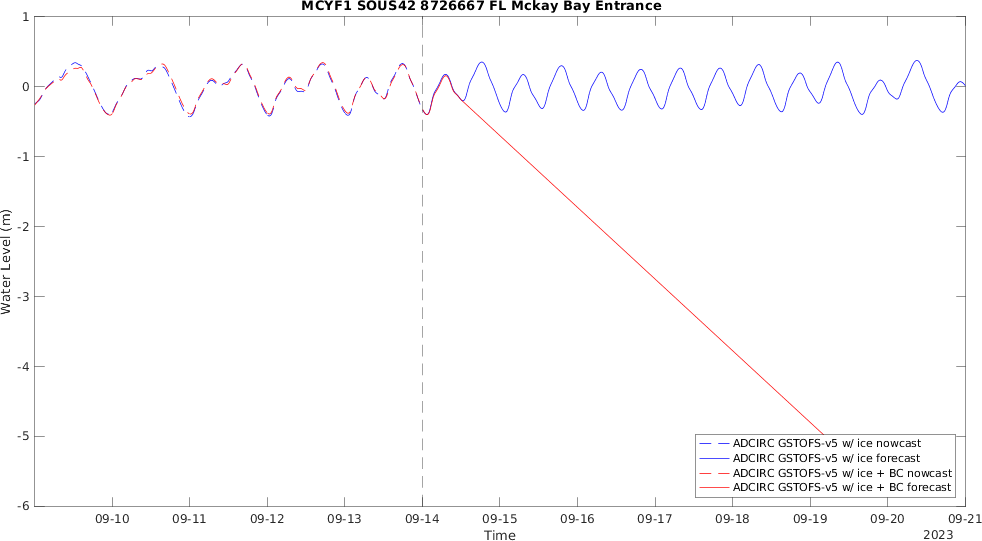 MCYF1 SOUS42 8726667 FL Mckay Bay Entrance
1
0
-1
-2
-3
-4
-5
-6
Water Level (m)
ADCIRC GSTOFS-v5 w/ ice nowcast
ADCIRC GSTOFS-v5 w/ ice forecast
ADCIRC GSTOFS-v5 w/ ice + BC nowcast
ADCIRC GSTOFS-v5 w/ ice + BC forecast
09-10 09-11 09-12 09-13 09-14 09-15 09-16 09-17 09-18 09-19 09-20 09-21
Time
2023